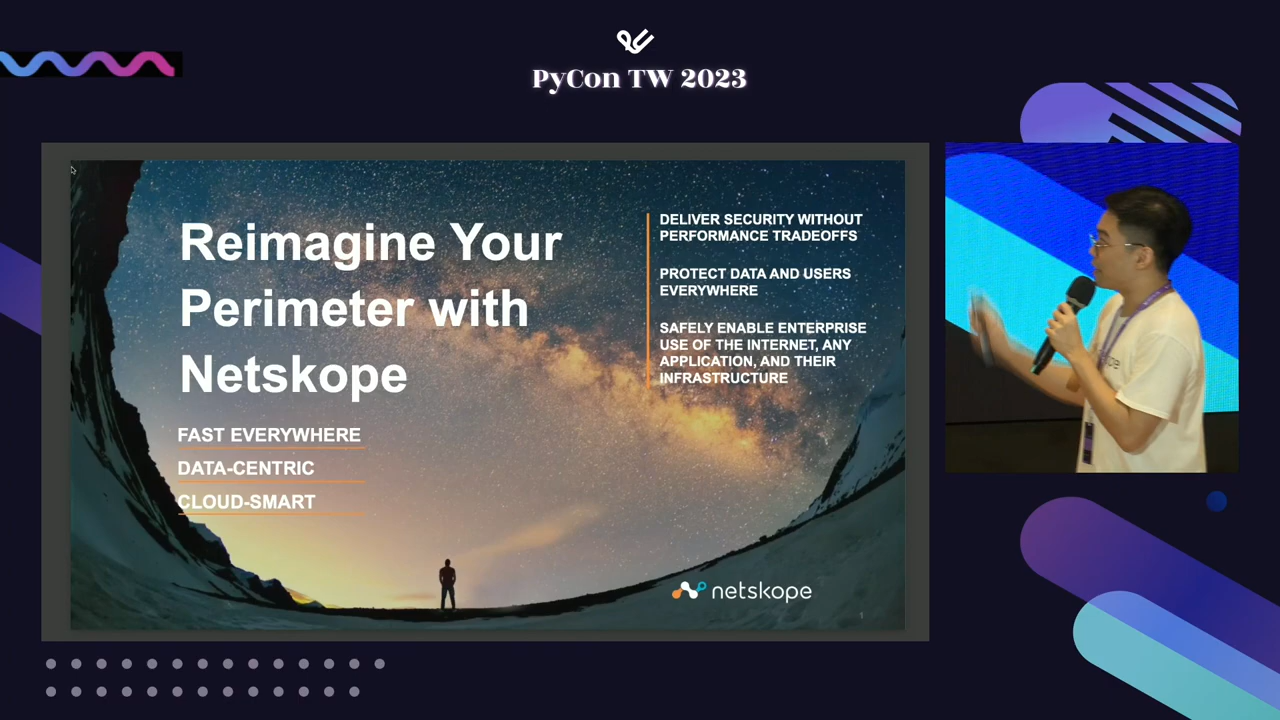 PyCon TW 2023
Reimagine Your
Perimeter with
Netskope
FAST EVERYWHERE
DATA-CENTRIC
CLOUD-SMART
DELIVER SECURITY WITHOUT
PERFORMANCE TRADEOFFS
PROTECT DATA AND USERS
EVERYWHERE
SAFELY ENABLE ENTERPRISE
USE OF THE INTERNET, ANY
APPLICATION, AND THEIR
INFRASTRUCTURE
netskope
1